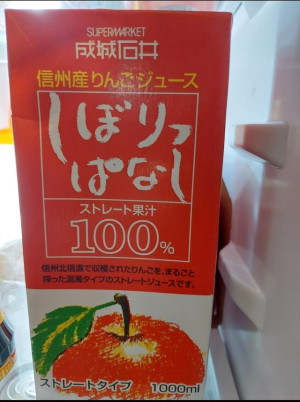 SUPERMARKET
成城石井
信州産りんごジュース
しぼりっ
ぱなし
ストレート果汁
100%
信州北信濃で収穫されたりんごを、まるごと
搾った混濁タイプのストレートジュースです。
ストレートタイプ
1000ml